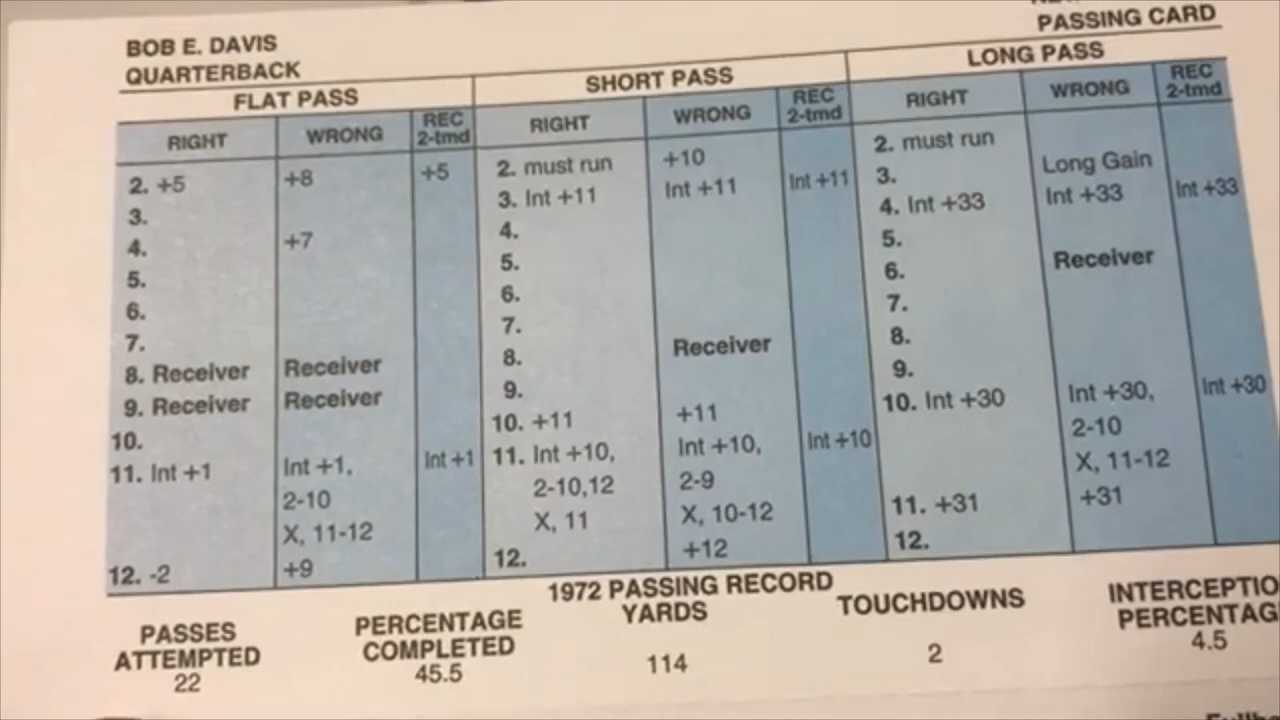 BOB E. DAVIS
QUARTERBACK
PASSING CARD
FLAT PASS SHORT PASS LONG PASS
RIGHT WRONG REC 2-tmd RIGHT WRONG REC 2-tmd RIGHT WRONG REC 2-tmd
2. +5 +8 +5 2. must run +10 2. must run
3. 3. Int +11 Int +11 Int +11 3. Long Gain
4. +7 4. 4. Int +33 Int +33 Int +33
5. 5. 5.
6. 6. 6. Receiver
7. 7. 7.
8. Receiver Receiver 8. Receiver 8.
9. Receiver Receiver 9. 9.
10. 10. +11 +11 10. Int +30 Int +30, Int +30
11. Int +1 Int +1, Int +1 11. Int +10, Int +10, Int +10 2-10
2-10 2-10,12 2-9 X, 11-12
X, 11-12 X, 11 X, 10-12 11. +31 +31
12. -2 +9 12. +12 12.
1972 PASSING RECORD
PASSES ATTEMPTED PERCENTAGE COMPLETED YARDS TOUCHDOWNS INTERCEPTIO PERCENTAG
22 45.5 114 2 4.5